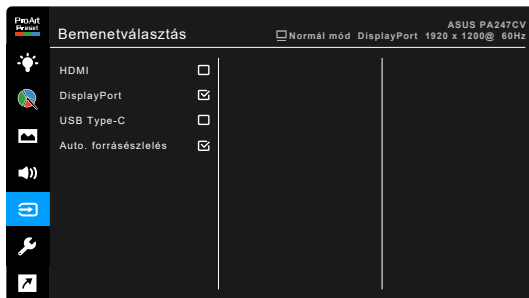 ProArt
Preset
Bemenetválasztás
ASUS PA247CV
Normál mód DisplayPort 1920 x 1200@ 60Hz
HDMI
DisplayPort
USB Type-C
Auto. forrásészlelés